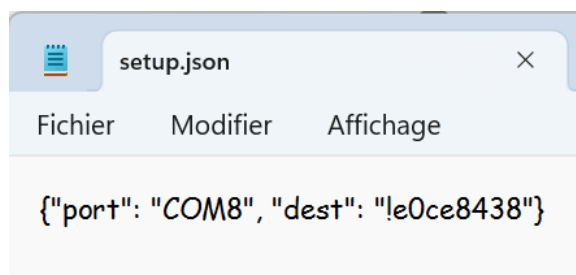 setup.json
Fichier Modifier Affichage
{"port": "COM8", "dest": "!e0ce8438"}